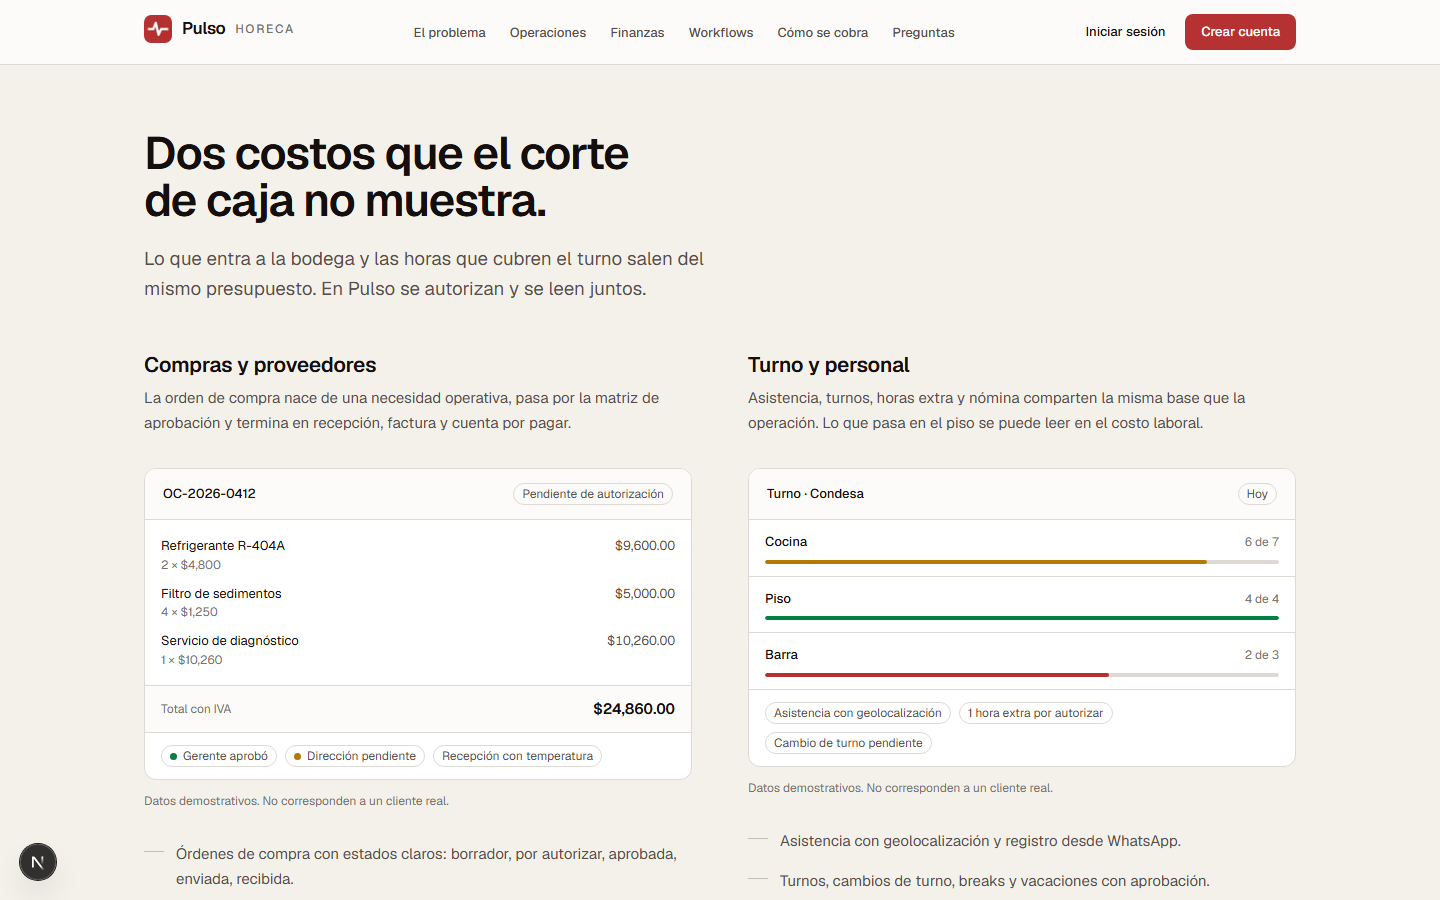 Pulso HORECA
El problema
Operaciones
Finanzas
Workflows
Cómo se cobra
Preguntas
Iniciar sesión
Crear cuenta
Dos costos que el corte
de caja no muestra.
Lo que entra a la bodega y las horas que cubren el turno salen del
mismo presupuesto. En Pulso se autorizan y se leen juntos.
Compras y proveedores
La orden de compra nace de una necesidad operativa, pasa por la matriz de
aprobación y termina en recepción, factura y cuenta por pagar.
OC-2026-0412
Pendiente de autorización
Refrigerante R-404A
$9,600.00
2 × $4,800
Filtro de sedimentos
$5,000.00
4 × $1,250
Servicio de diagnóstico
$10,260.00
1 × $10,260
Total con IVA
$24,860.00
Gerente aprobó
Dirección pendiente
Recepción con temperatura
Datos demostrativos. No corresponden a un cliente real.
Órdenes de compra con estados claros: borrador, por autorizar, aprobada,
enviada, recibida.
Turno y personal
Asistencia, turnos, horas extra y nómina comparten la misma base que la
operación. Lo que pasa en el piso se puede leer en el costo laboral.
Turno · Condesa
Hoy
Cocina
6 de 7
Piso
4 de 4
Barra
2 de 3
Asistencia con geolocalización
1 hora extra por autorizar
Cambio de turno pendiente
Datos demostrativos. No corresponden a un cliente real.
Asistencia con geolocalización y registro desde WhatsApp.
Turnos, cambios de turno, breaks y vacaciones con aprobación.
N